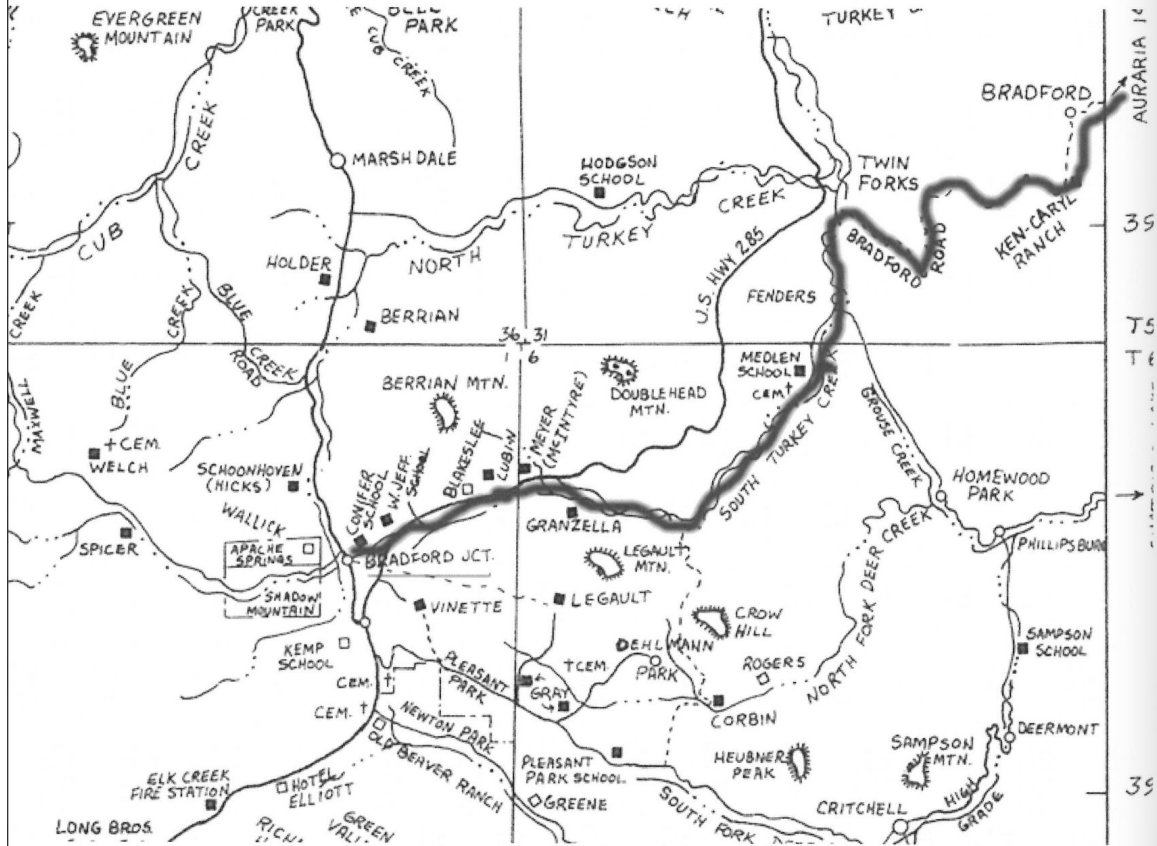 EVERGREEN
MOUNTAIN
CREEK
PARK
PARK
CUB
CREEK
TURKEY
AURARIA
BRADFORD
CREEK
MARSHDALE
HODGSON
SCHOOL
TWIN
FORKS
CUB
CREEK
TURKEY
NORTH
BRADFORD
ROAD
KEN-CARYL
RANCH
39
HOLDER
U.S. HWY 285
FENDERS
CREEK
CREEK
BLUE
BERRIAN
36 31
6
T5
T6
CREEK
ROAD
MEDLEN
SCHOOL
CEM †
DOUBLEHEAD
MTN.
BERRIAN MTN.
MAXWELL
BLUE
MEYER
(McINTYRE)
LUBIN
BLAKESLEE
W. JEFF.
SCHOOL
CONIFER
SCHOOL
SOUTH TURKEY CREEK
GROUSE CREEK
† CEM.
WELCH
SCHOONHOVEN
(HICKS)
HOMEWOOD
PARK
WALLICK
GRANZELLA
SPICER
APACHE
SPRINGS
BRADFORD JCT.
LEGAULT
MTN.
PHILLIPSBURG
SHADOW
MOUNTAIN
VINETTE
LEGAULT
CROW
HILL
NORTH FORK DEER CREEK
KEMP
SCHOOL
PLEASANT
PARK
DEHLMANN
PARK
† CEM.
ROGERS
SAMPSON
SCHOOL
CEM. †
GRAY
CORBIN
CEM. †
NEWTON PARK
OLD BEAVER RANCH
DEERMONT
PLEASANT
PARK SCHOOL
HEUBNER
PEAK
SAMPSON
MTN.
ELK CREEK
FIRE STATION
HOTEL
ELLIOTT
GREENE
SOUTH FORK
CRITCHELL
HIGH
GRADE
39
LONG BROS.
GREEN